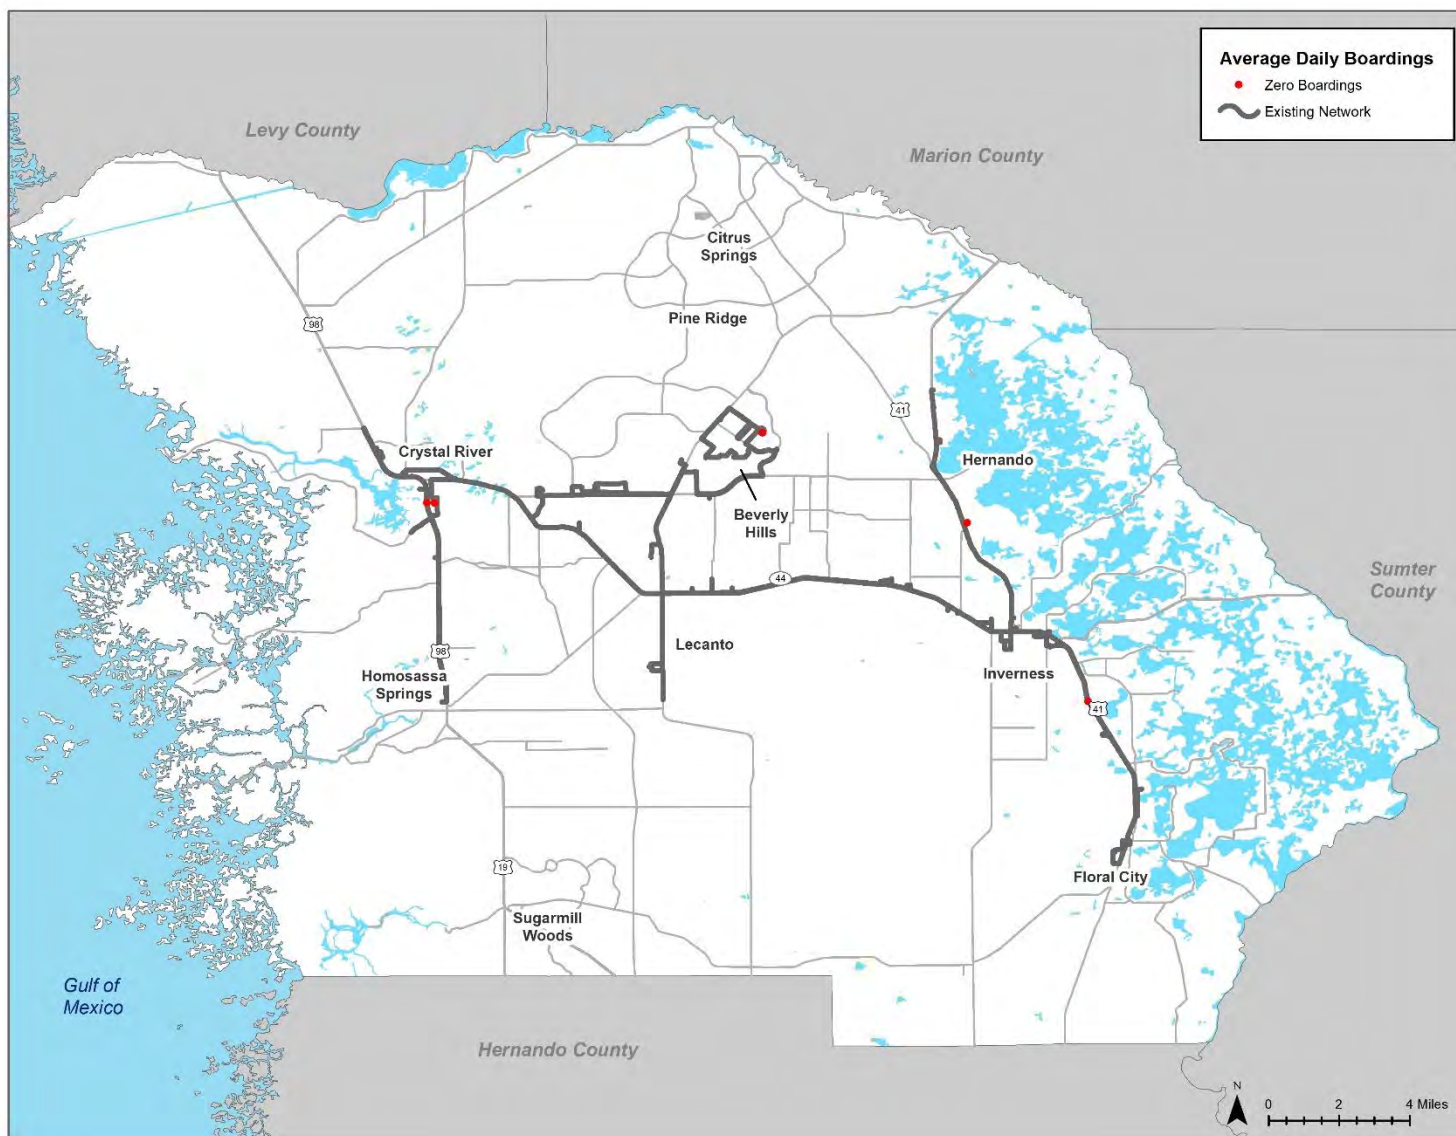 Average Daily Boardings
Zero Boardings
Existing Network
Levy County
Marion County
Citrus
Springs
Pine Ridge
98
41
Crystal River
Hernando
Beverly
Hills
44
Sumter
County
98
Lecanto
Homosassa
Springs
Inverness
41
19
Floral City
Sugarmill
Woods
Gulf of
Mexico
Hernando County
N
0 2 4 Miles